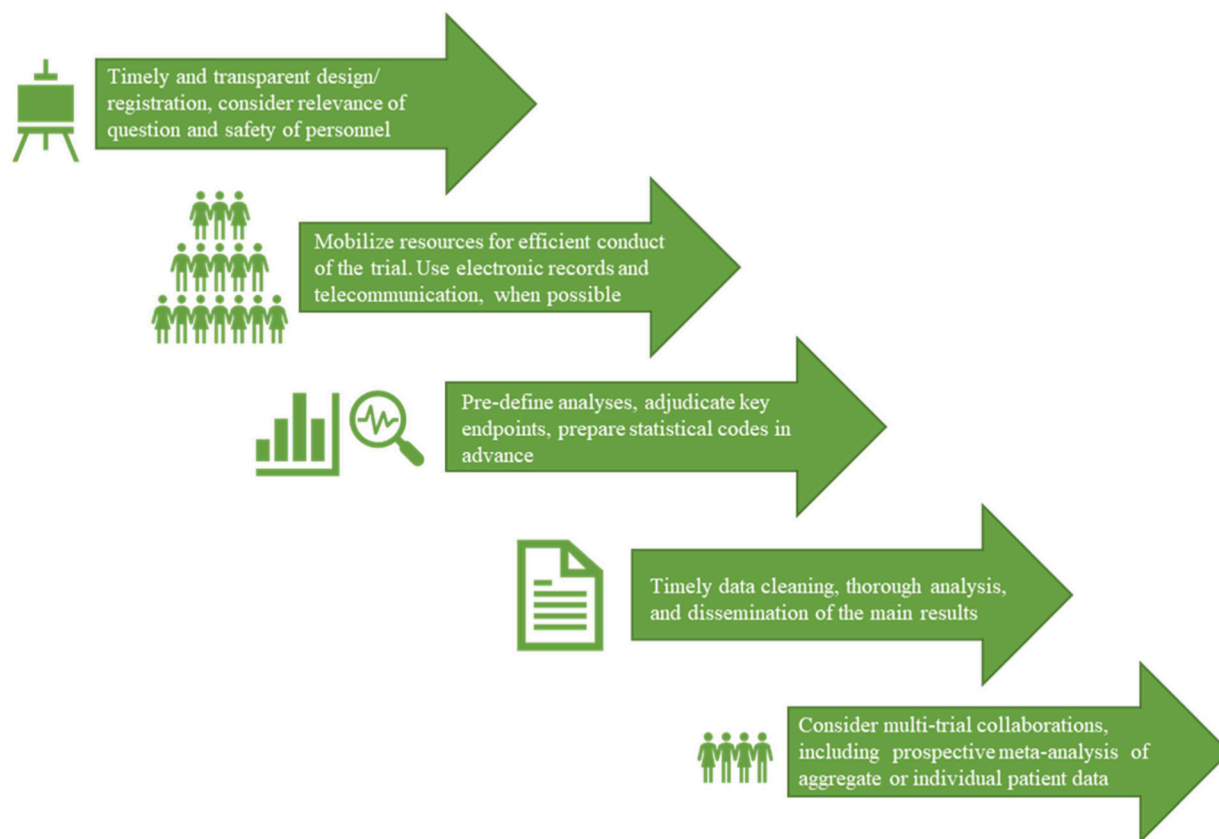 Timely and transparent design/
registration, consider relevance of
question and safety of personnel
Mobilize resources for efficient conduct
of the trial. Use electronic records and
telecommunication, when possible
Pre-define analyses, adjudicate key
endpoints, prepare statistical codes in
advance
Timely data cleaning, thorough analysis,
and dissemination of the main results
Consider multi-trial collaborations,
including prospective meta-analysis of
aggregate or individual patient data